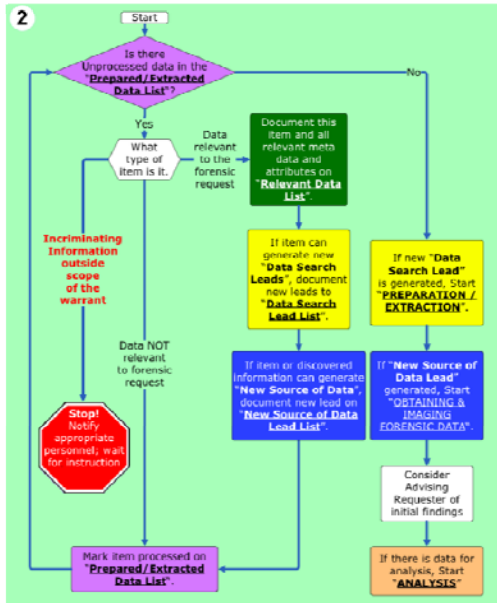 2
Start
Is there
Unprocessed data in the
"Prepared/Extracted
Data List"?
No
Yes
What
type of
item is it.
Data
relevant
to the
forensic
request
Document this
item and all
relevant meta
data and
attributes on
"Relevant Data
List".
Incriminating
Information
outside
scope
of the
warrant
If item can
generate new
"Data Search
Leads", document
new leads to
"Data Search
Lead List".
If new "Data
Search Lead"
is generated, Start
"PREPARATION /
EXTRACTION".
Data NOT
relevant
to forensic
request
If item or discovered
information can generate
"New Source of Data",
document new lead on
"New Source of Data
Lead List".
If "New Source
of Data Lead"
generated, Start
"OBTAINING &
IMAGING
FORENSIC DATA".
Stop!
Notify
appropriate
personnel; wait
for instruction
Consider
Advising
Requester of
initial findings
Mark item processed on
"Prepared/Extracted
Data List".
If there is data for
analysis, Start
"ANALYSIS"